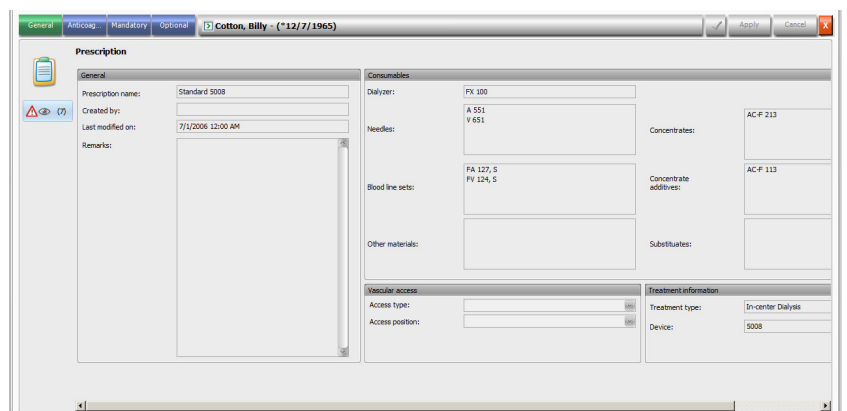 General Anticoag... Mandatory Optional Cotton, Billy - (*12/7/1965) Apply Cancel X
Prescription
General
Prescription name: Standard 5008
(7) Created by:
Last modified on: 7/1/2006 12:00 AM
Remarks:
Consumables
Dialyzer: FX 100
Needles: A 551
V 651
Concentrates: AC-F 213
Blood line sets: FA 127, S
FV 124, S
Concentrate
additives: AC-F 113
Other materials:
Substituates:
Vascular access
Access type:
Access position:
Treatment information
Treatment type: In-center Dialysis
Device: 5008